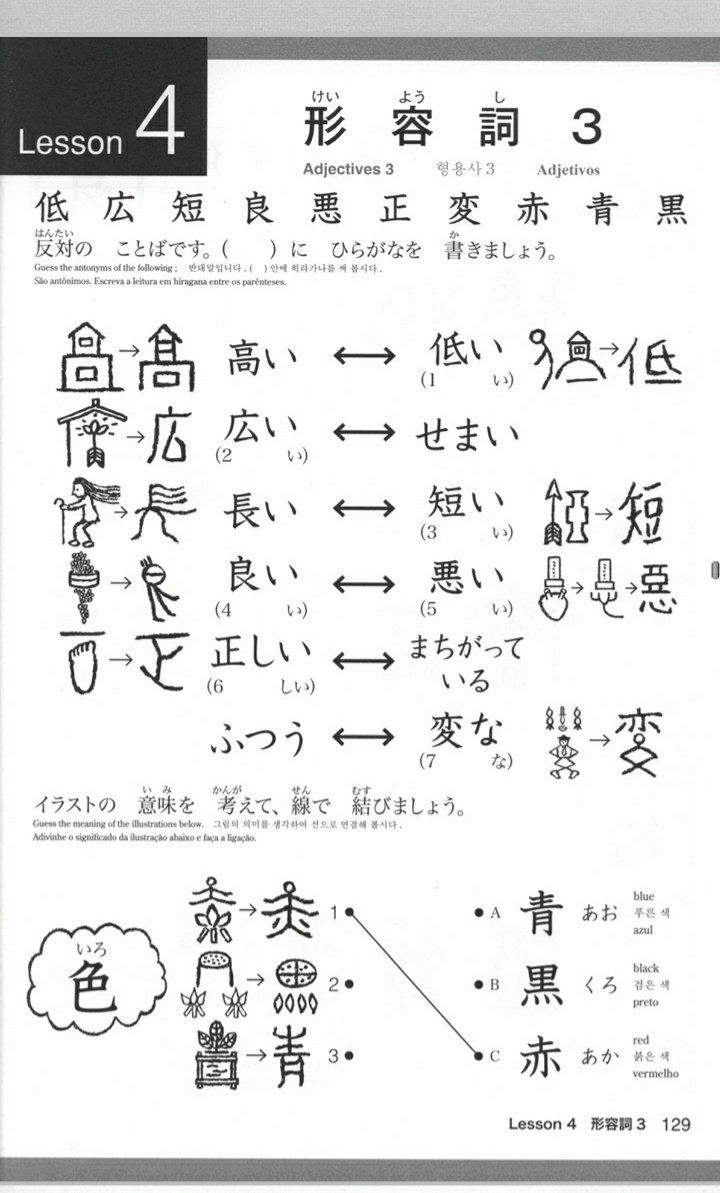 Lesson 4
けい よう し
形容詞 3
Adjectives 3 형용사 3 Adjetivos
低 広 短 良 悪 正 変 赤 青 黒
はんたい か
反対の ことばです。( )に ひらがなを 書きましょう。
Guess the antonyms of the following ; 반대말입니다. ( ) 안에 히라가나를 써 봅시다.
São antônimos. Escreva a leitura em hiragana entre os parênteses.
→ 高 高い ↔ 低い → 低
(1 い)
→ 広 広い ↔ せまい
(2 い)
→ 長い ↔ 短い → 短
(3 い)
→ 良い ↔ 悪い → → 惡
(4 い) (5 い)
→ 正 正しい ↔ まちがって
いる
(6 しい)
ふつう ↔ 変な → 変
(7 な)
い み かんが せん むす
イラストの 意味を 考えて、線で 結びましょう。
Guess the meaning of the illustrations below. 그림의 의미를 생각하여 선으로 연결해 봅시다.
Adivinhe o significado da ilustração abaixo e faça a ligação.
いろ
色
→ 1 • • A 青 あお blue
푸른 색
azul
→ 2 • • B 黒 くろ black
검은 색
preto
→ 青 3 • • C 赤 あか red
붉은 색
vermelho
Lesson 4 形容詞 3 129